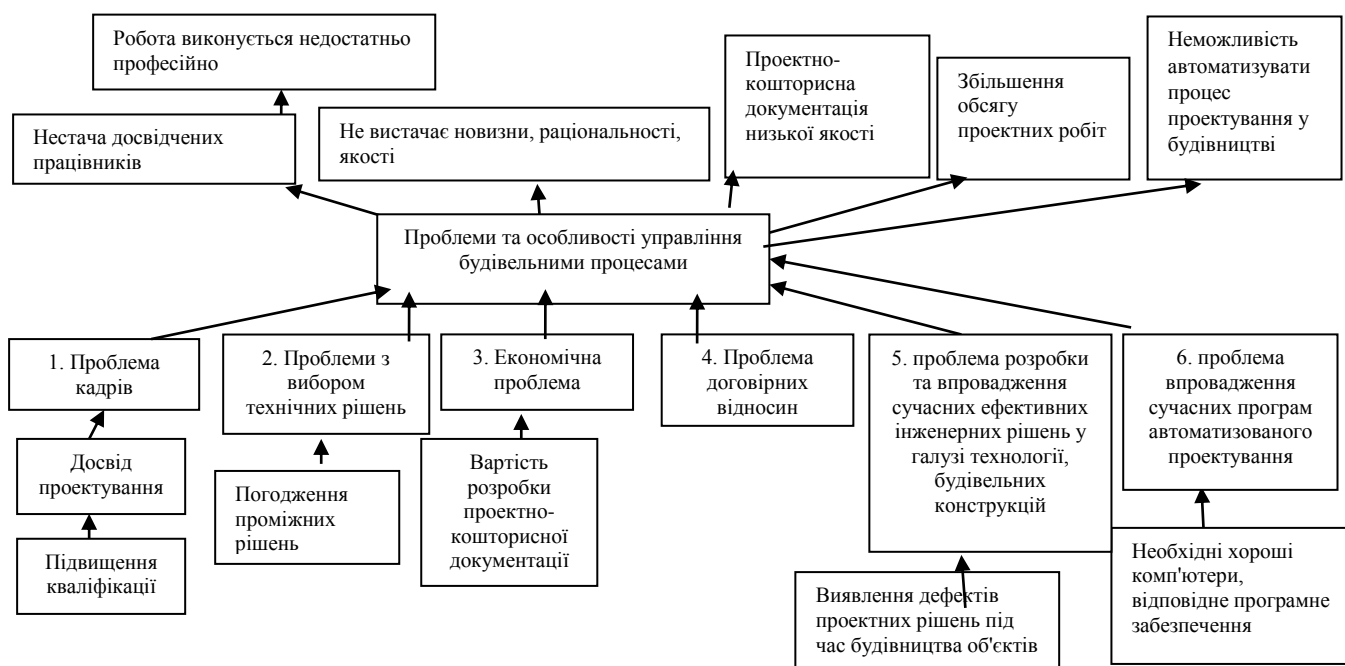 Робота виконується недостатньо
професійно
Проектно-
кошторисна
документація
низької якості
Збільшення
обсягу
проектних робіт
Неможливість
автоматизувати
процес
проектування у
будівництві
Нестача досвідчених
працівників
Не вистачає новизни, раціональності,
якості
Проблеми та особливості управління
будівельними процесами
1. Проблема
кадрів
2. Проблеми з
вибором
технічних рішень
3. Економічна
проблема
4. Проблема
договірних
відносин
5. проблема розробки
та впровадження
сучасних ефективних
інженерних рішень у
галузі технології,
будівельних
конструкцій
6. проблема
впровадження
сучасних програм
автоматизованого
проектування
Досвід
проектування
Погодження
проміжних
рішень
Вартість
розробки
проектно-
кошторисної
документації
Підвищення
кваліфікації
Виявлення дефектів
проектних рішень під
час будівництва об'єктів
Необхідні хороші
комп'ютери,
відповідне програмне
забезпечення